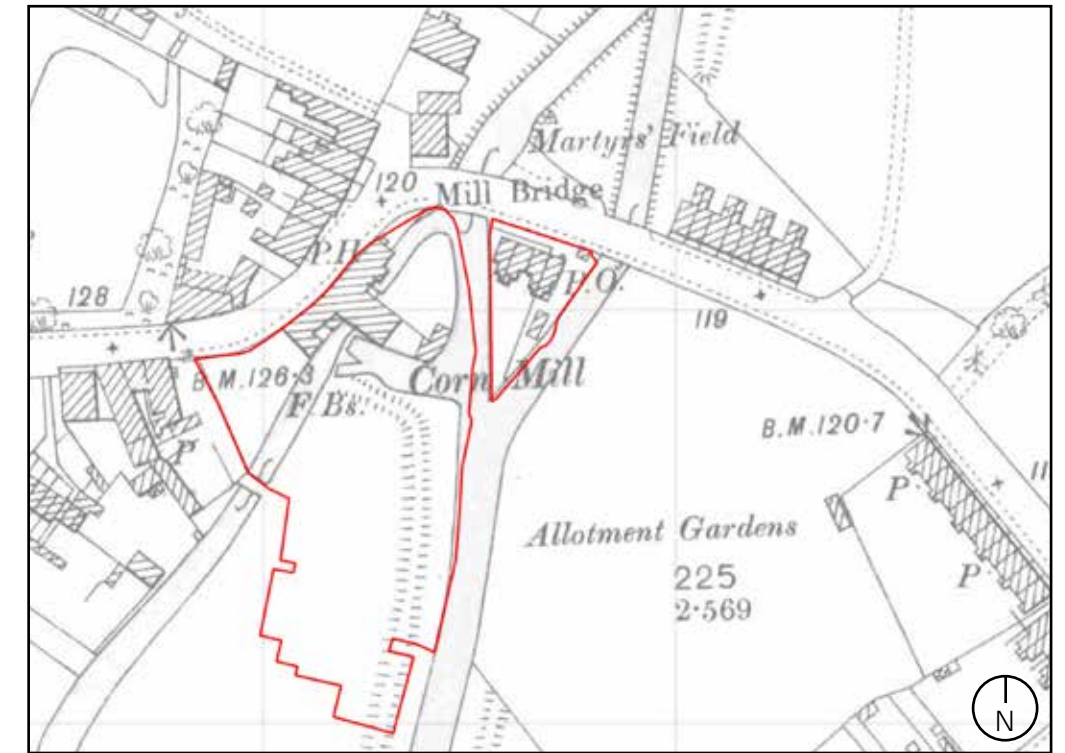 Martyrs' Field
120
Mill Bridge
P.H.
P.O.
128
119
B.M.126·3
Corn Mill
F.Bs.
B.M.120·7
P
P
Allotment Gardens
225
2·569
P
11
N